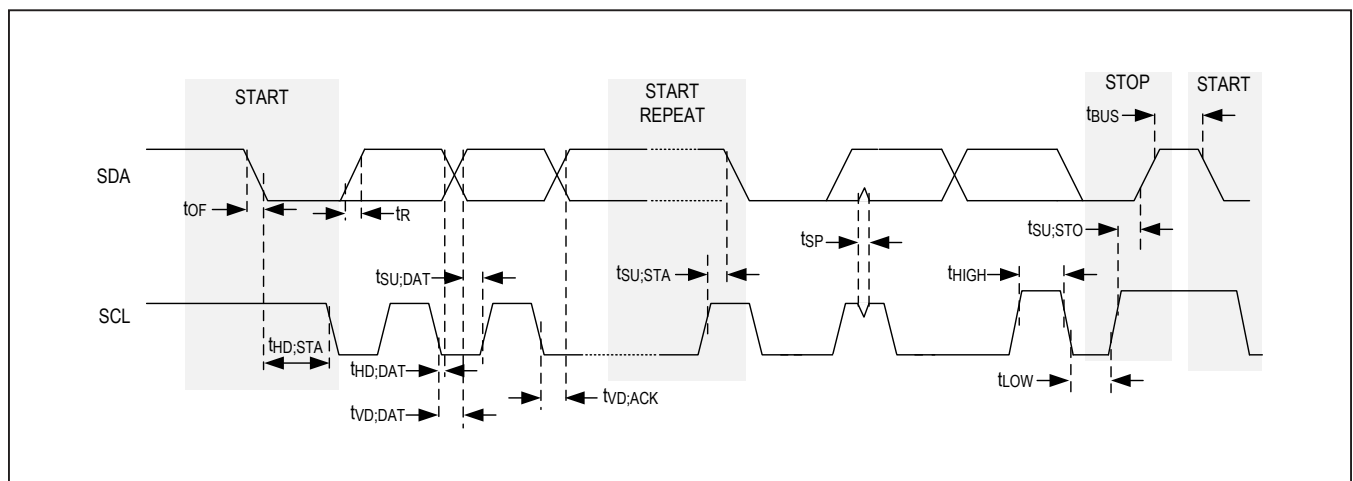 START
START
REPEAT
STOP
START
tBUS
SDA
tOF
tR
tSP
tSU;STO
tSU;DAT
tSU;STA
tHIGH
SCL
tHD;STA
tHD;DAT
tLOW
tVD;DAT
tVD;ACK